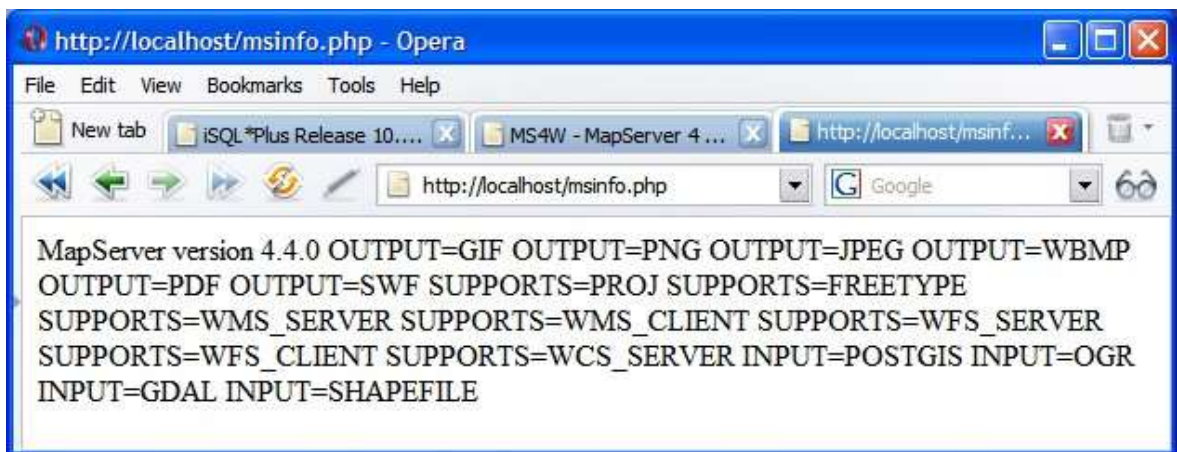 http://localhost/msinfo.php - Opera
File Edit View Bookmarks Tools Help
New tab iSQL*Plus Release 10.... MS4W - MapServer 4 ... http://localhost/msinf...
http://localhost/msinfo.php G Google
MapServer version 4.4.0 OUTPUT=GIF OUTPUT=PNG OUTPUT=JPEG OUTPUT=WBMP
OUTPUT=PDF OUTPUT=SWF SUPPORTS=PROJ SUPPORTS=FREETYPE
SUPPORTS=WMS_SERVER SUPPORTS=WMS_CLIENT SUPPORTS=WFS_SERVER
SUPPORTS=WFS_CLIENT SUPPORTS=WCS_SERVER INPUT=POSTGIS INPUT=OGR
INPUT=GDAL INPUT=SHAPEFILE